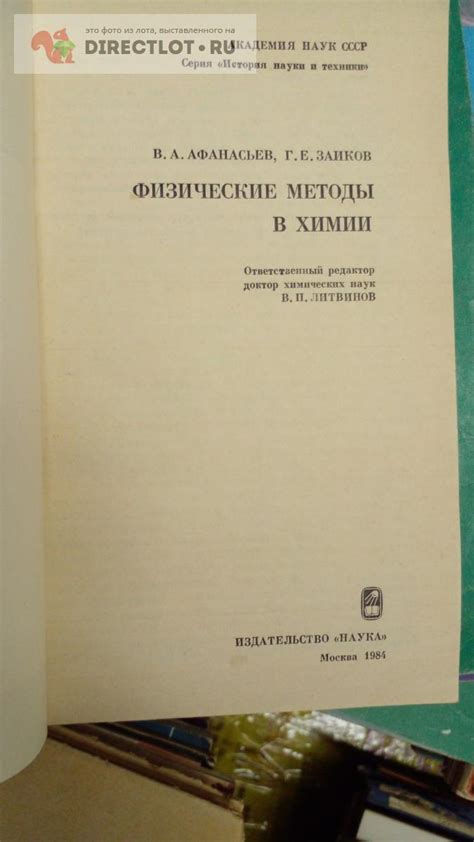 это фото из лота, выставленного на
DIRECTLOT.RU
АКАДЕМИЯ НАУК СССР
Серия «История науки и техники»
В. А. АФАНАСЬЕВ, Г. Е. ЗАИКОВ
ФИЗИЧЕСКИЕ МЕТОДЫ
В ХИМИИ
Ответственный редактор
доктор химических наук
В. П. ЛИТВИНОВ
ИЗДАТЕЛЬСТВО «НАУКА»
Москва 1984